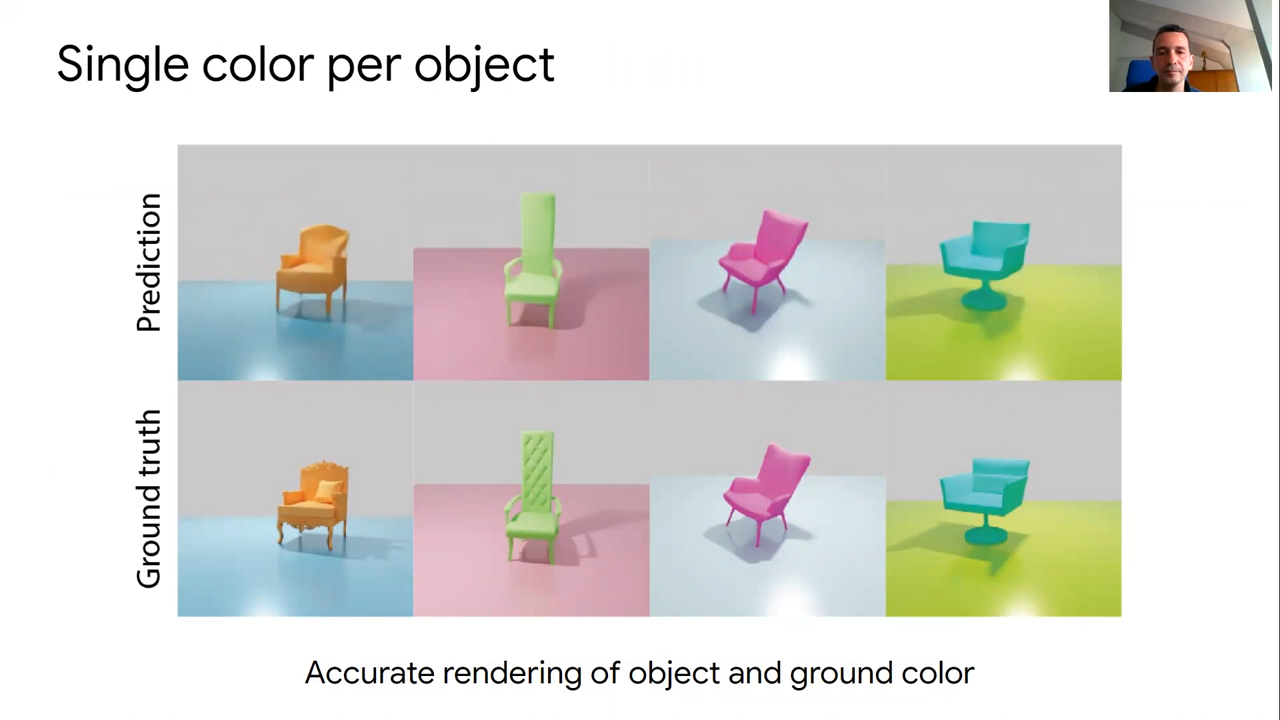 Single color per object
Prediction
Ground truth
Accurate rendering of object and ground color